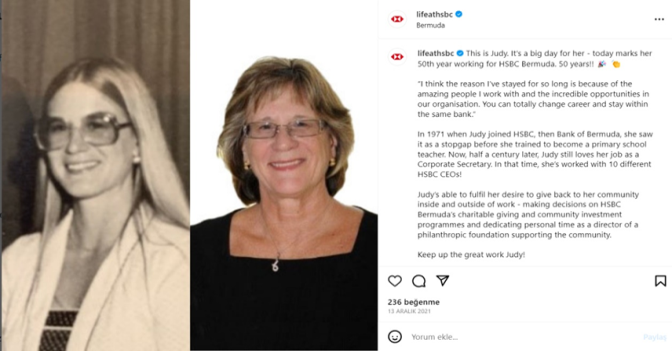 lifeathsbc
Bermuda
lifeathsbc This is Judy. It's a big day for her - today marks her
50th year working for HSBC Bermuda. 50 years!! 🎉 👏
"I think the reason I've stayed for so long is because of the
amazing people I work with and the incredible opportunities in
our organisation. You can totally change career and stay within
the same bank."
In 1971 when Judy joined HSBC, then Bank of Bermuda, she saw
it as a stopgap before she trained to become a primary school
teacher. Now, half a century later, Judy still loves her job as a
Corporate Secretary. In that time, she's worked with 10 different
HSBC CEOs!
Judy's able to fulfil her desire to give back to her community
inside and outside of work - making decisions on HSBC
Bermuda's charitable giving and community investment
programmes and dedicating personal time as a director of a
philanthropic foundation supporting the community.
Keep up the great work Judy!
236 beğenme
13 ARALIK 2021
Yorum ekle...
Paylaş